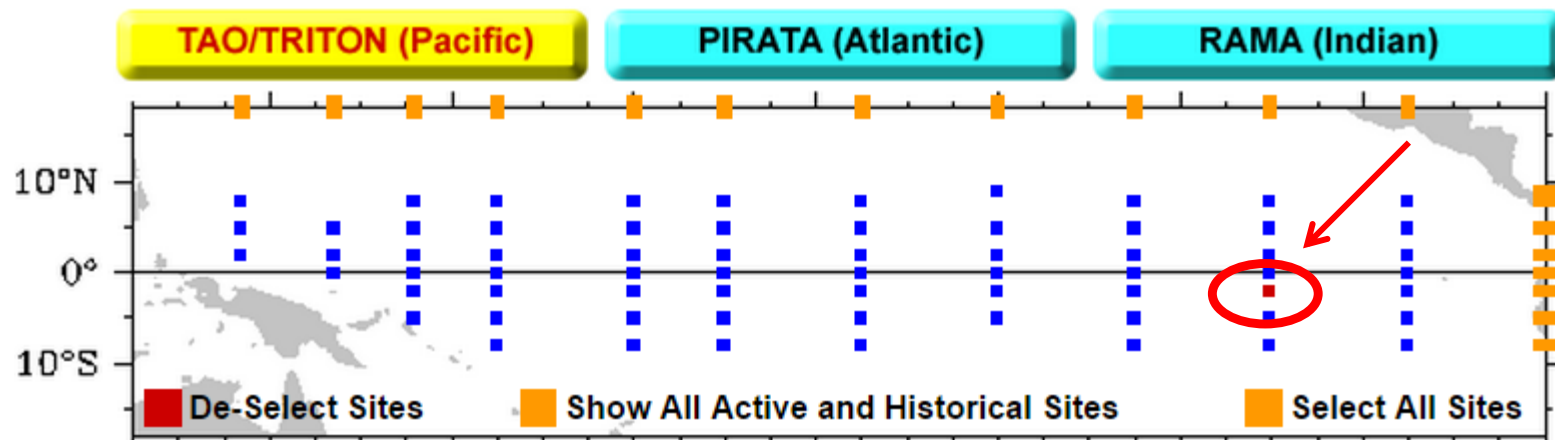 TAO/TRITON (Pacific) PIRATA (Atlantic) RAMA (Indian)
10°N
0°
10°S
De-Select Sites Show All Active and Historical Sites Select All Sites